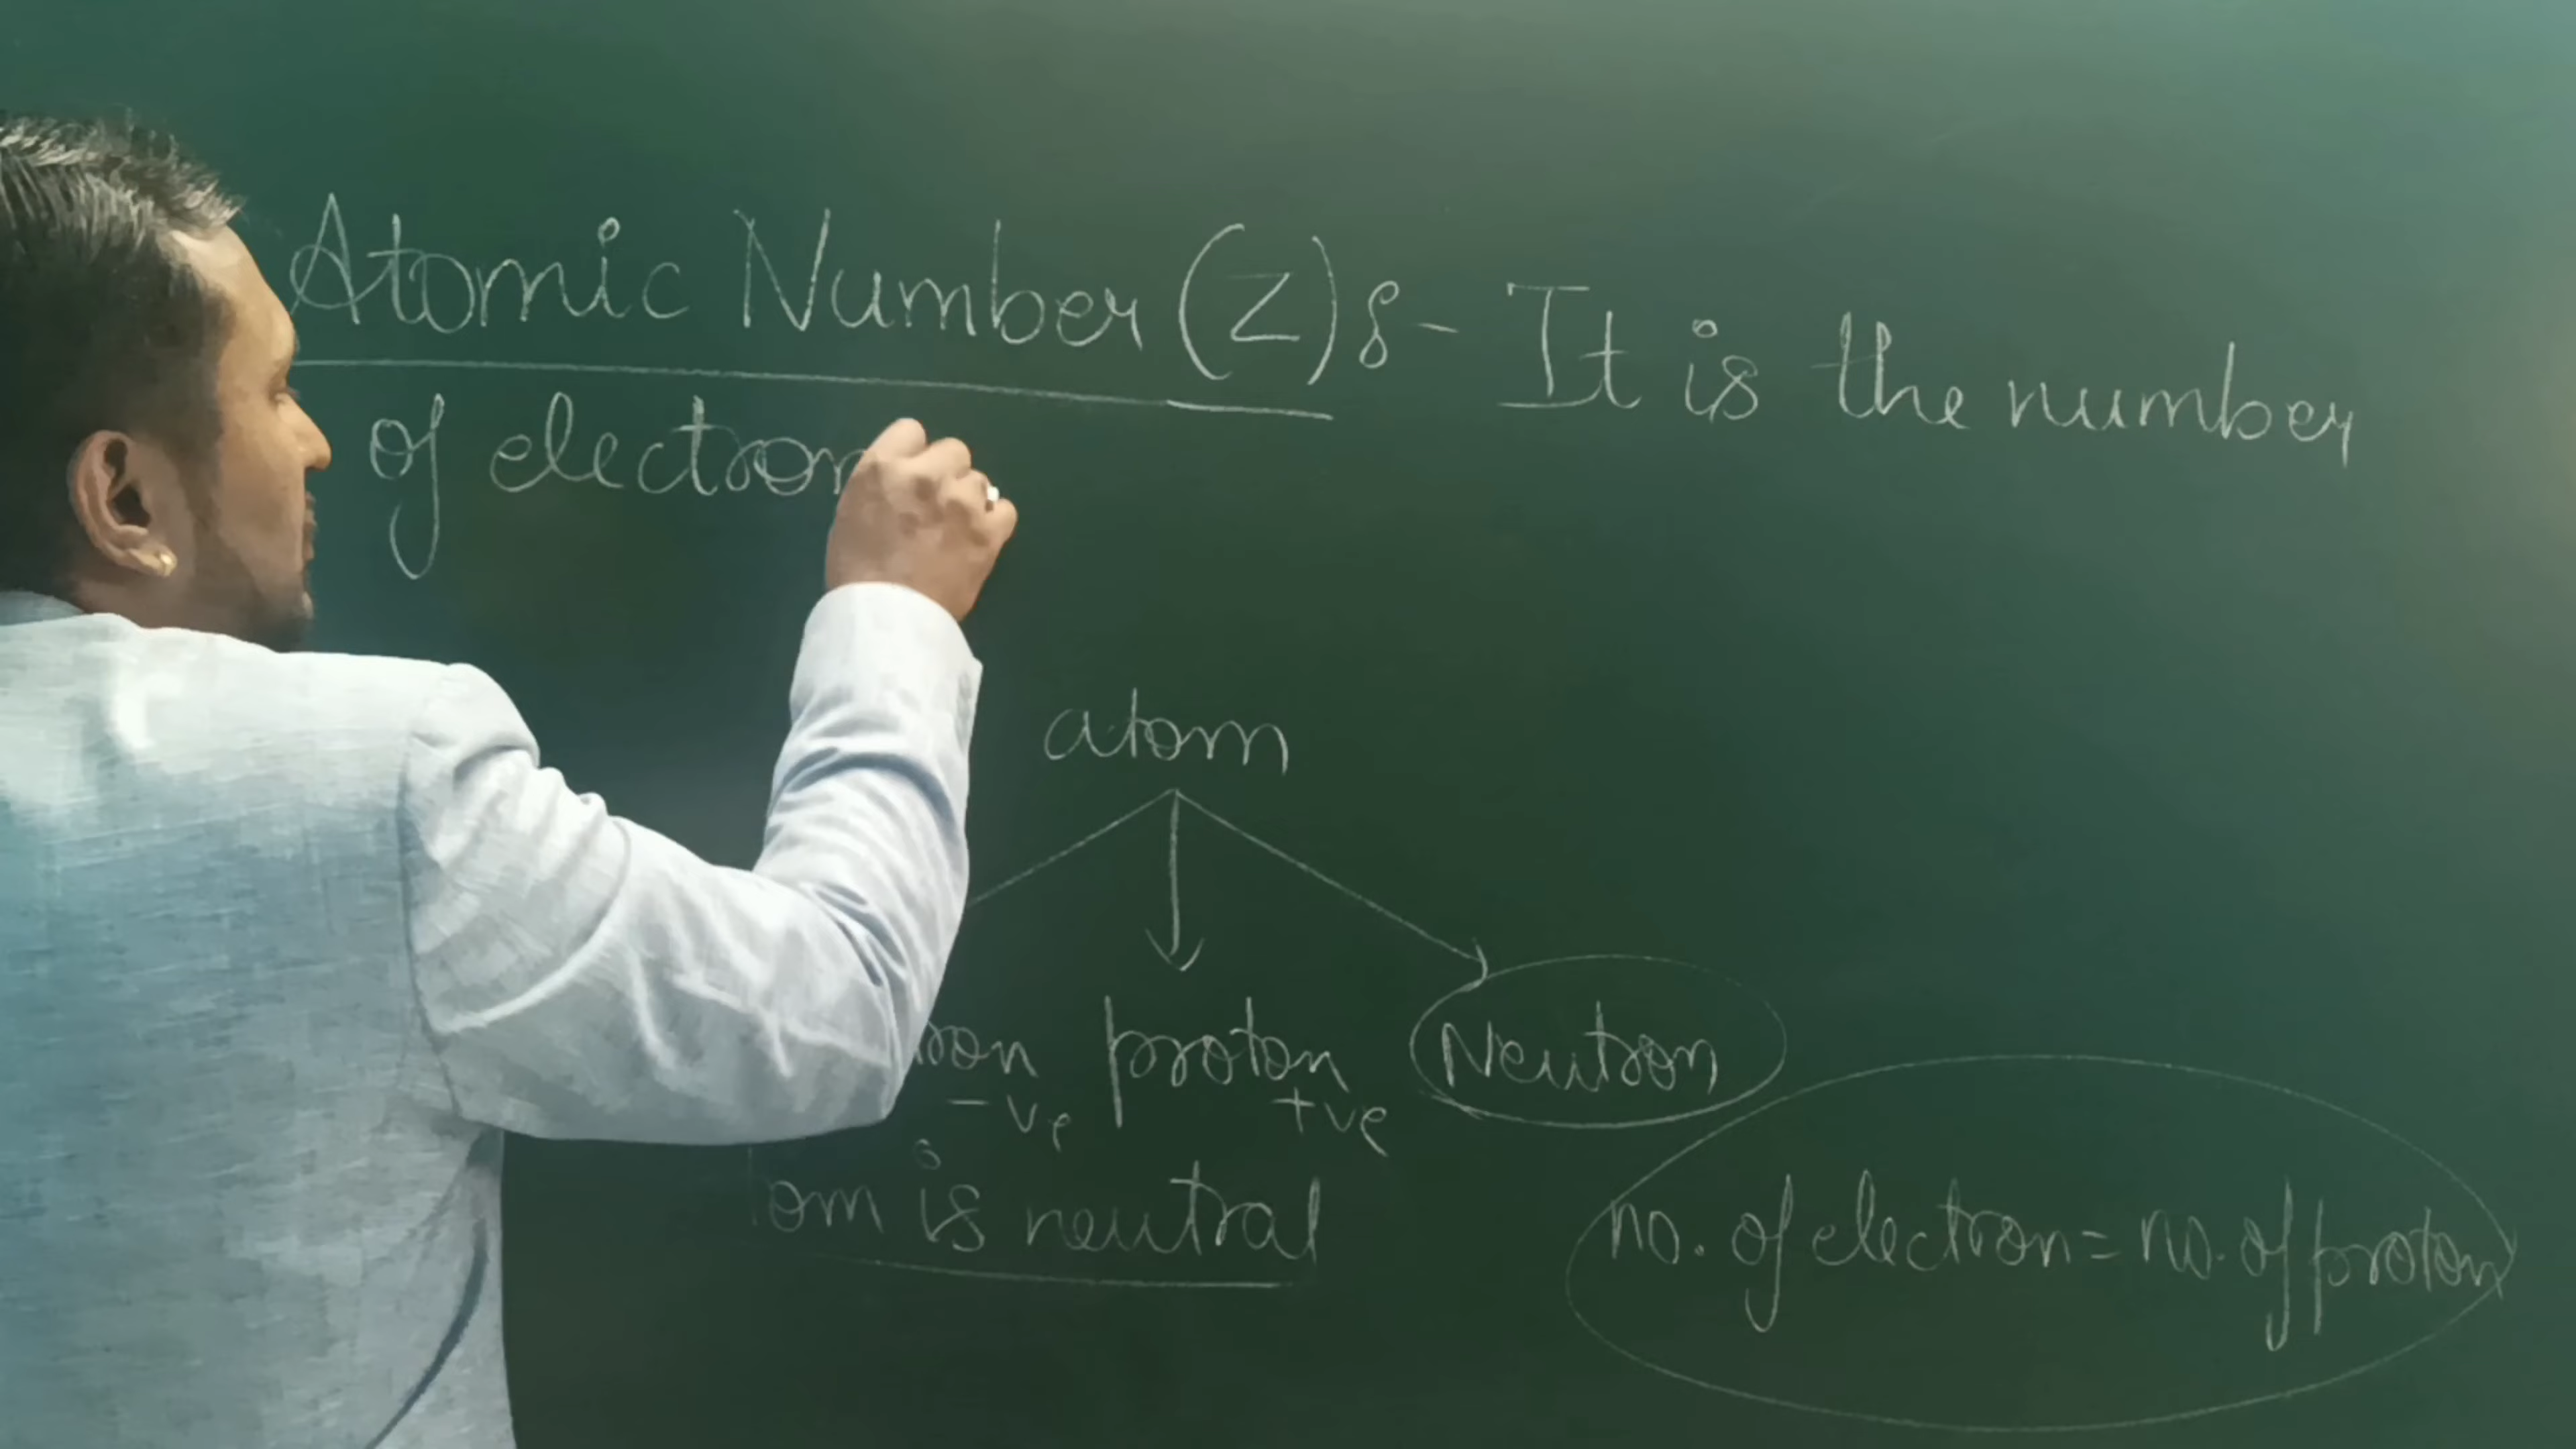 Atomic Number (Z):- It is the number
of electron
atom
proton Neutron
-ve +ve
is neutral
no. of electron = no. of proton